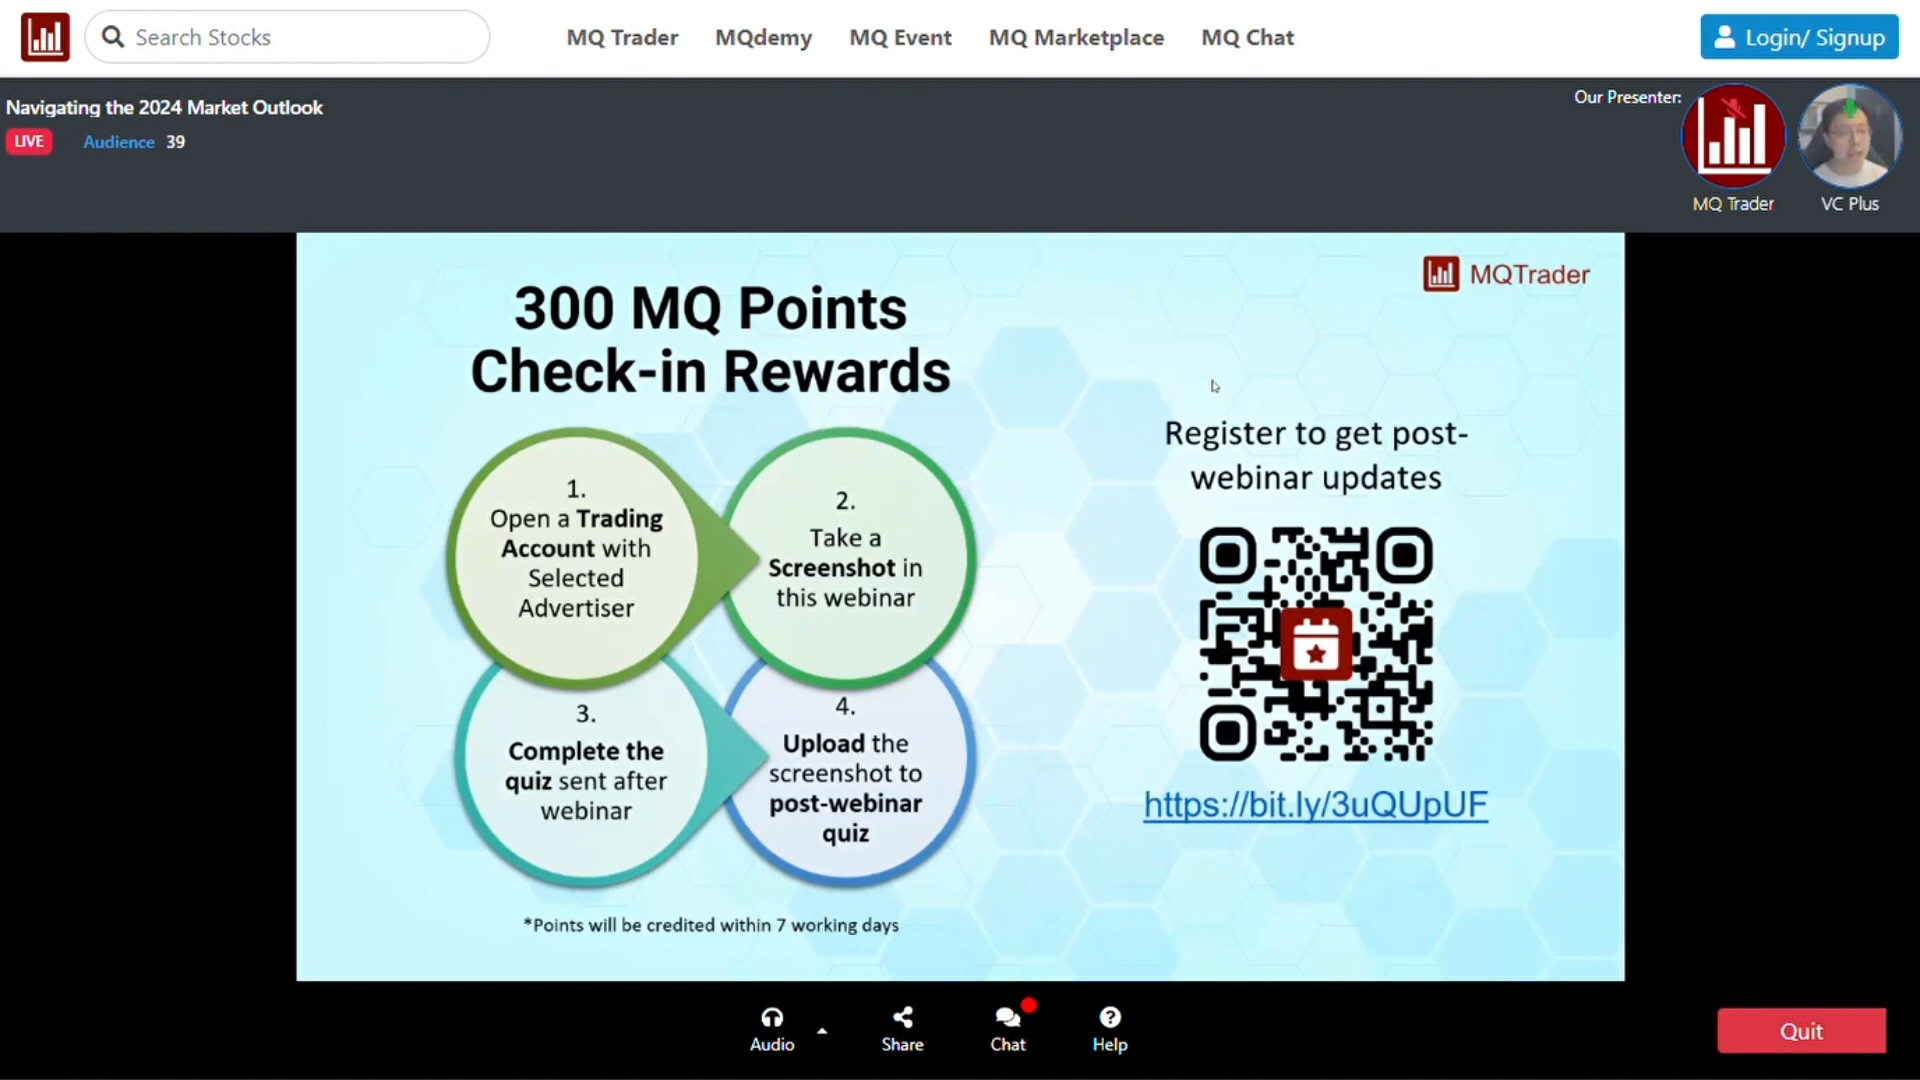 Search Stocks
MQ Trader
MQdemy
MQ Event
MQ Marketplace
MQ Chat
Login/ Signup
Navigating the 2024 Market Outlook
LIVE
Audience 39
Our Presenter:
MQ Trader
VC Plus
MQTrader
300 MQ Points
Check-in Rewards
1.
Open a Trading
Account with
Selected
Advertiser
2.
Take a
Screenshot in
this webinar
3.
Complete the
quiz sent after
webinar
4.
Upload the
screenshot to
post-webinar
quiz
*Points will be credited within 7 working days
Register to get post-
webinar updates
https://bit.ly/3uQUpUF
Audio
Share
Chat
Help
Quit